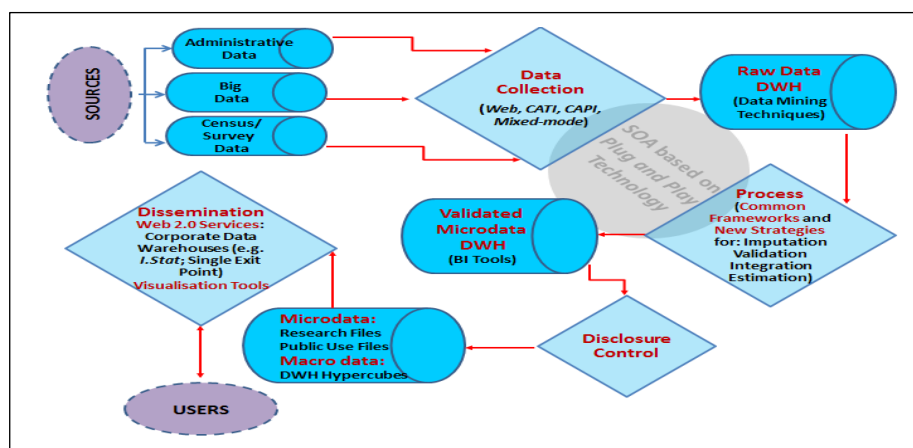 SOURCES
Administrative
Data
Big
Data
Census/
Survey
Data
Data
Collection
(Web, CATI, CAPI,
Mixed-mode)
Raw Data
DWH
(Data Mining
Techniques)
SOA based on
Plug and Play
Technology
Process
(Common
Frameworks and
New Strategies
for: Imputation
Validation
Integration
Estimation)
Validated
Microdata
DWH
(BI Tools)
Disclosure
Control
Microdata:
Research Files
Public Use Files
Macro data:
DWH Hypercubes
Dissemination
Web 2.0 Services:
Corporate Data
Warehouses (e.g.
I.Stat; Single Exit
Point)
Visualisation Tools
USERS